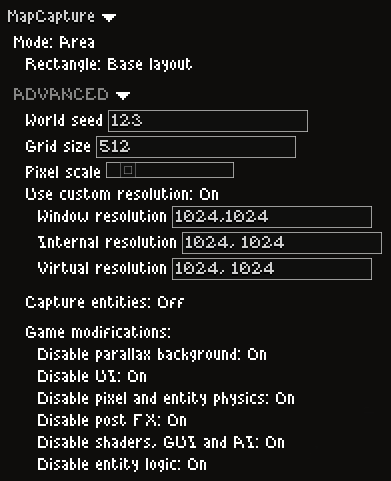 MapCapture
Mode: Area
Rectangle: Base layout
ADVANCED
World seed 123
Grid size 512
Pixel scale
Use custom resolution: On
Window resolution 1024,1024
Internal resolution 1024, 1024
Virtual resolution 1024, 1024
Capture entities: Off
Game modifications:
Disable parallax background: On
Disable UI: On
Disable pixel and entity physics: On
Disable post FX: On
Disable shaders, GUI and AI: On
Disable entity logic: On